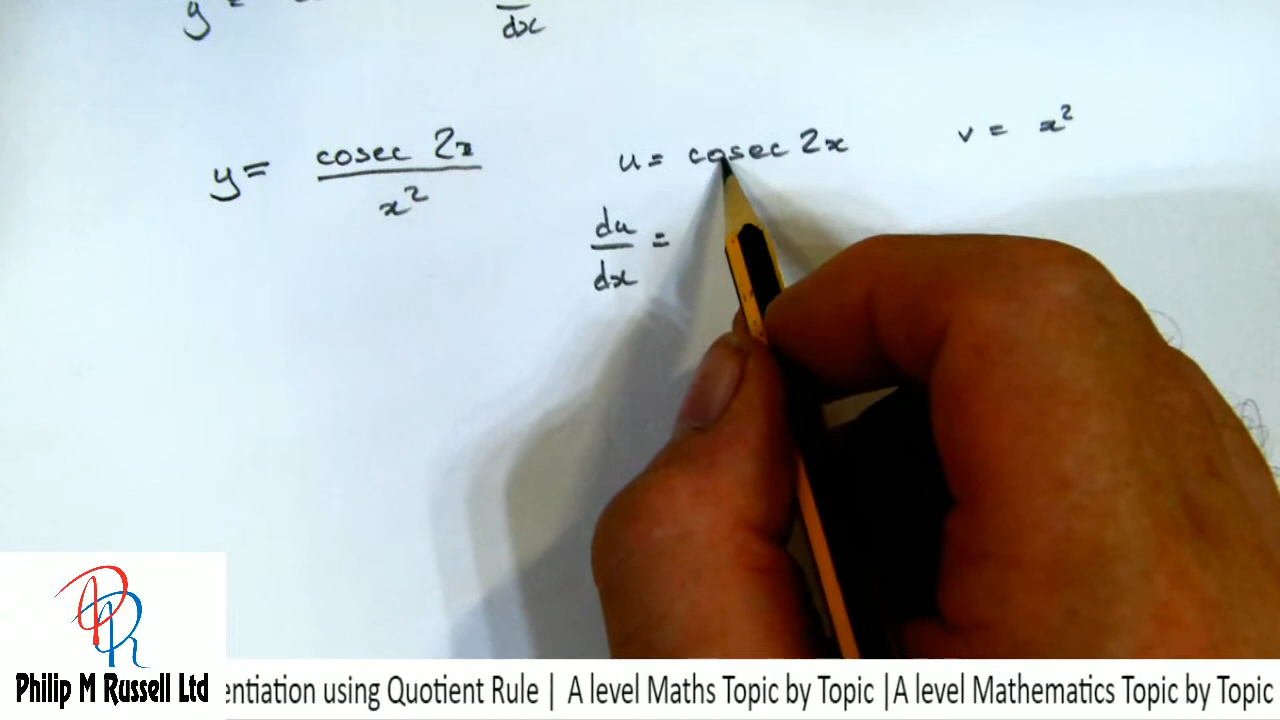 y =
dx
y = cosec 2x / x²
u = cosec 2x
v = x²
du/dx =
Philip M Russell Ltd
entiation using Quotient Rule | A level Maths Topic by Topic |A level Mathematics Topic by Topic